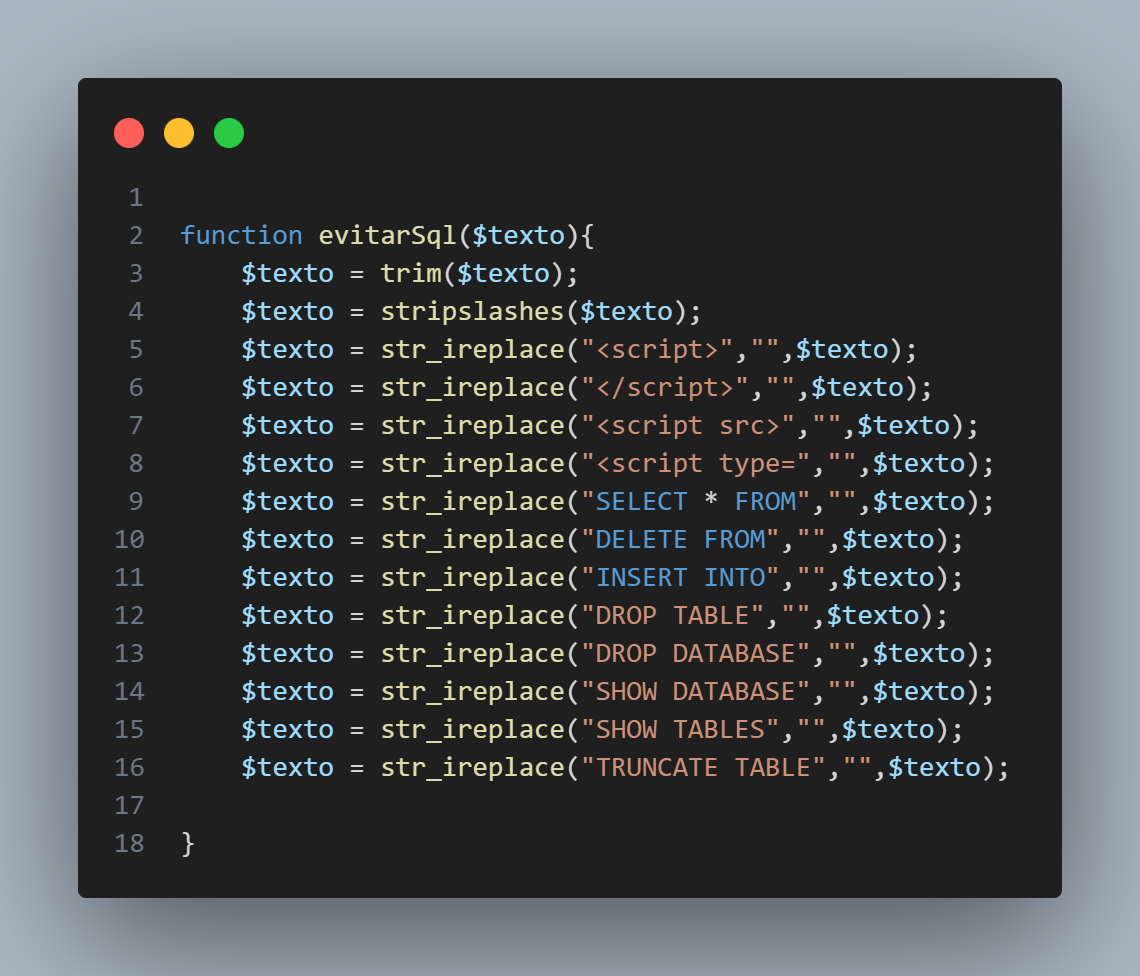 1
2 function evitarSql($texto){
3     $texto = trim($texto);
4     $texto = stripslashes($texto);
5     $texto = str_ireplace("<script>","",$texto);
6     $texto = str_ireplace("</script>","",$texto);
7     $texto = str_ireplace("<script src>","",$texto);
8     $texto = str_ireplace("<script type=","",$texto);
9     $texto = str_ireplace("SELECT * FROM","",$texto);
10     $texto = str_ireplace("DELETE FROM","",$texto);
11     $texto = str_ireplace("INSERT INTO","",$texto);
12     $texto = str_ireplace("DROP TABLE","",$texto);
13     $texto = str_ireplace("DROP DATABASE","",$texto);
14     $texto = str_ireplace("SHOW DATABASE","",$texto);
15     $texto = str_ireplace("SHOW TABLES","",$texto);
16     $texto = str_ireplace("TRUNCATE TABLE","",$texto);
17
18 }